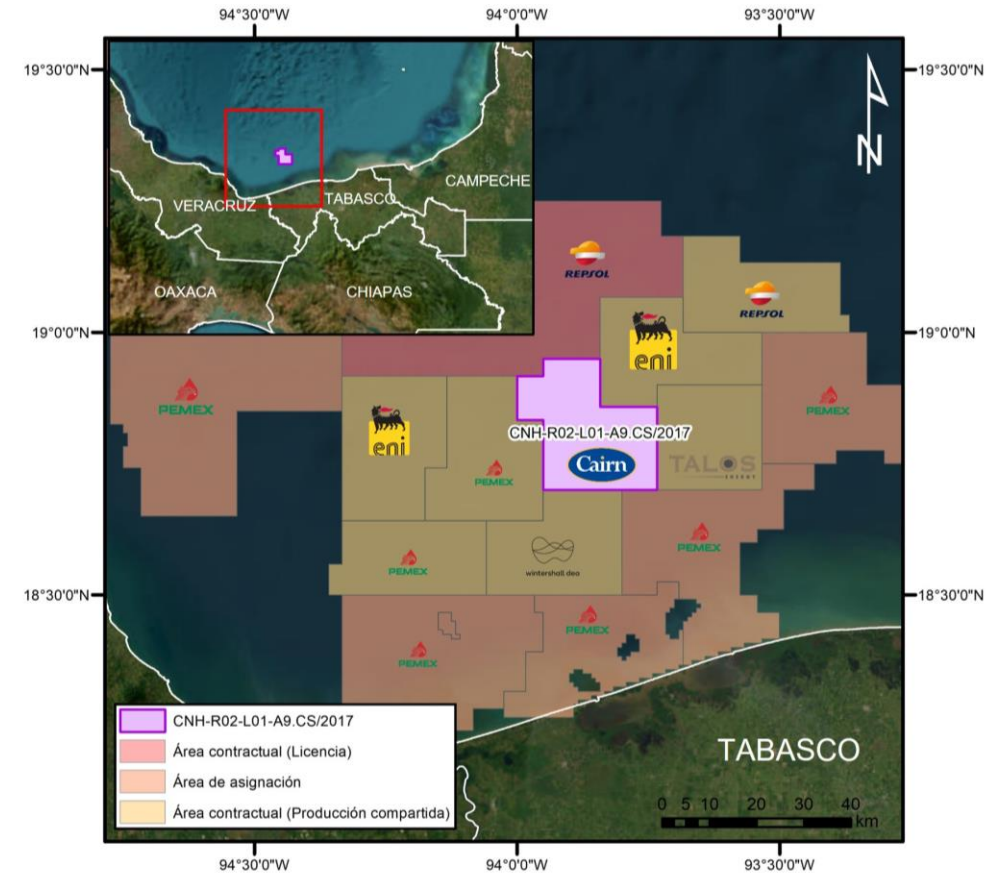 94°30'0"W 94°0'0"W 93°30'0"W
19°30'0"N 19°30'0"N
N
CAMPECHE
VERACRUZ TABASCO
OAXACA CHIAPAS
REPSOL
REPSOL
19°0'0"N 19°0'0"N
eni
PEMEX
PEMEX
eni
CNH-R02-L01-A9.CS/2017
Cairn
TALOS
ENERGY
PEMEX
PEMEX
PEMEX
wintershall dea
18°30'0"N 18°30'0"N
PEMEX
PEMEX
CNH-R02-L01-A9.CS/2017
Área contractual (Licencia)
Área de asignación
Área contractual (Producción compartida)
TABASCO
0 5 10 20 30 40
km
94°30'0"W 94°0'0"W 93°30'0"W